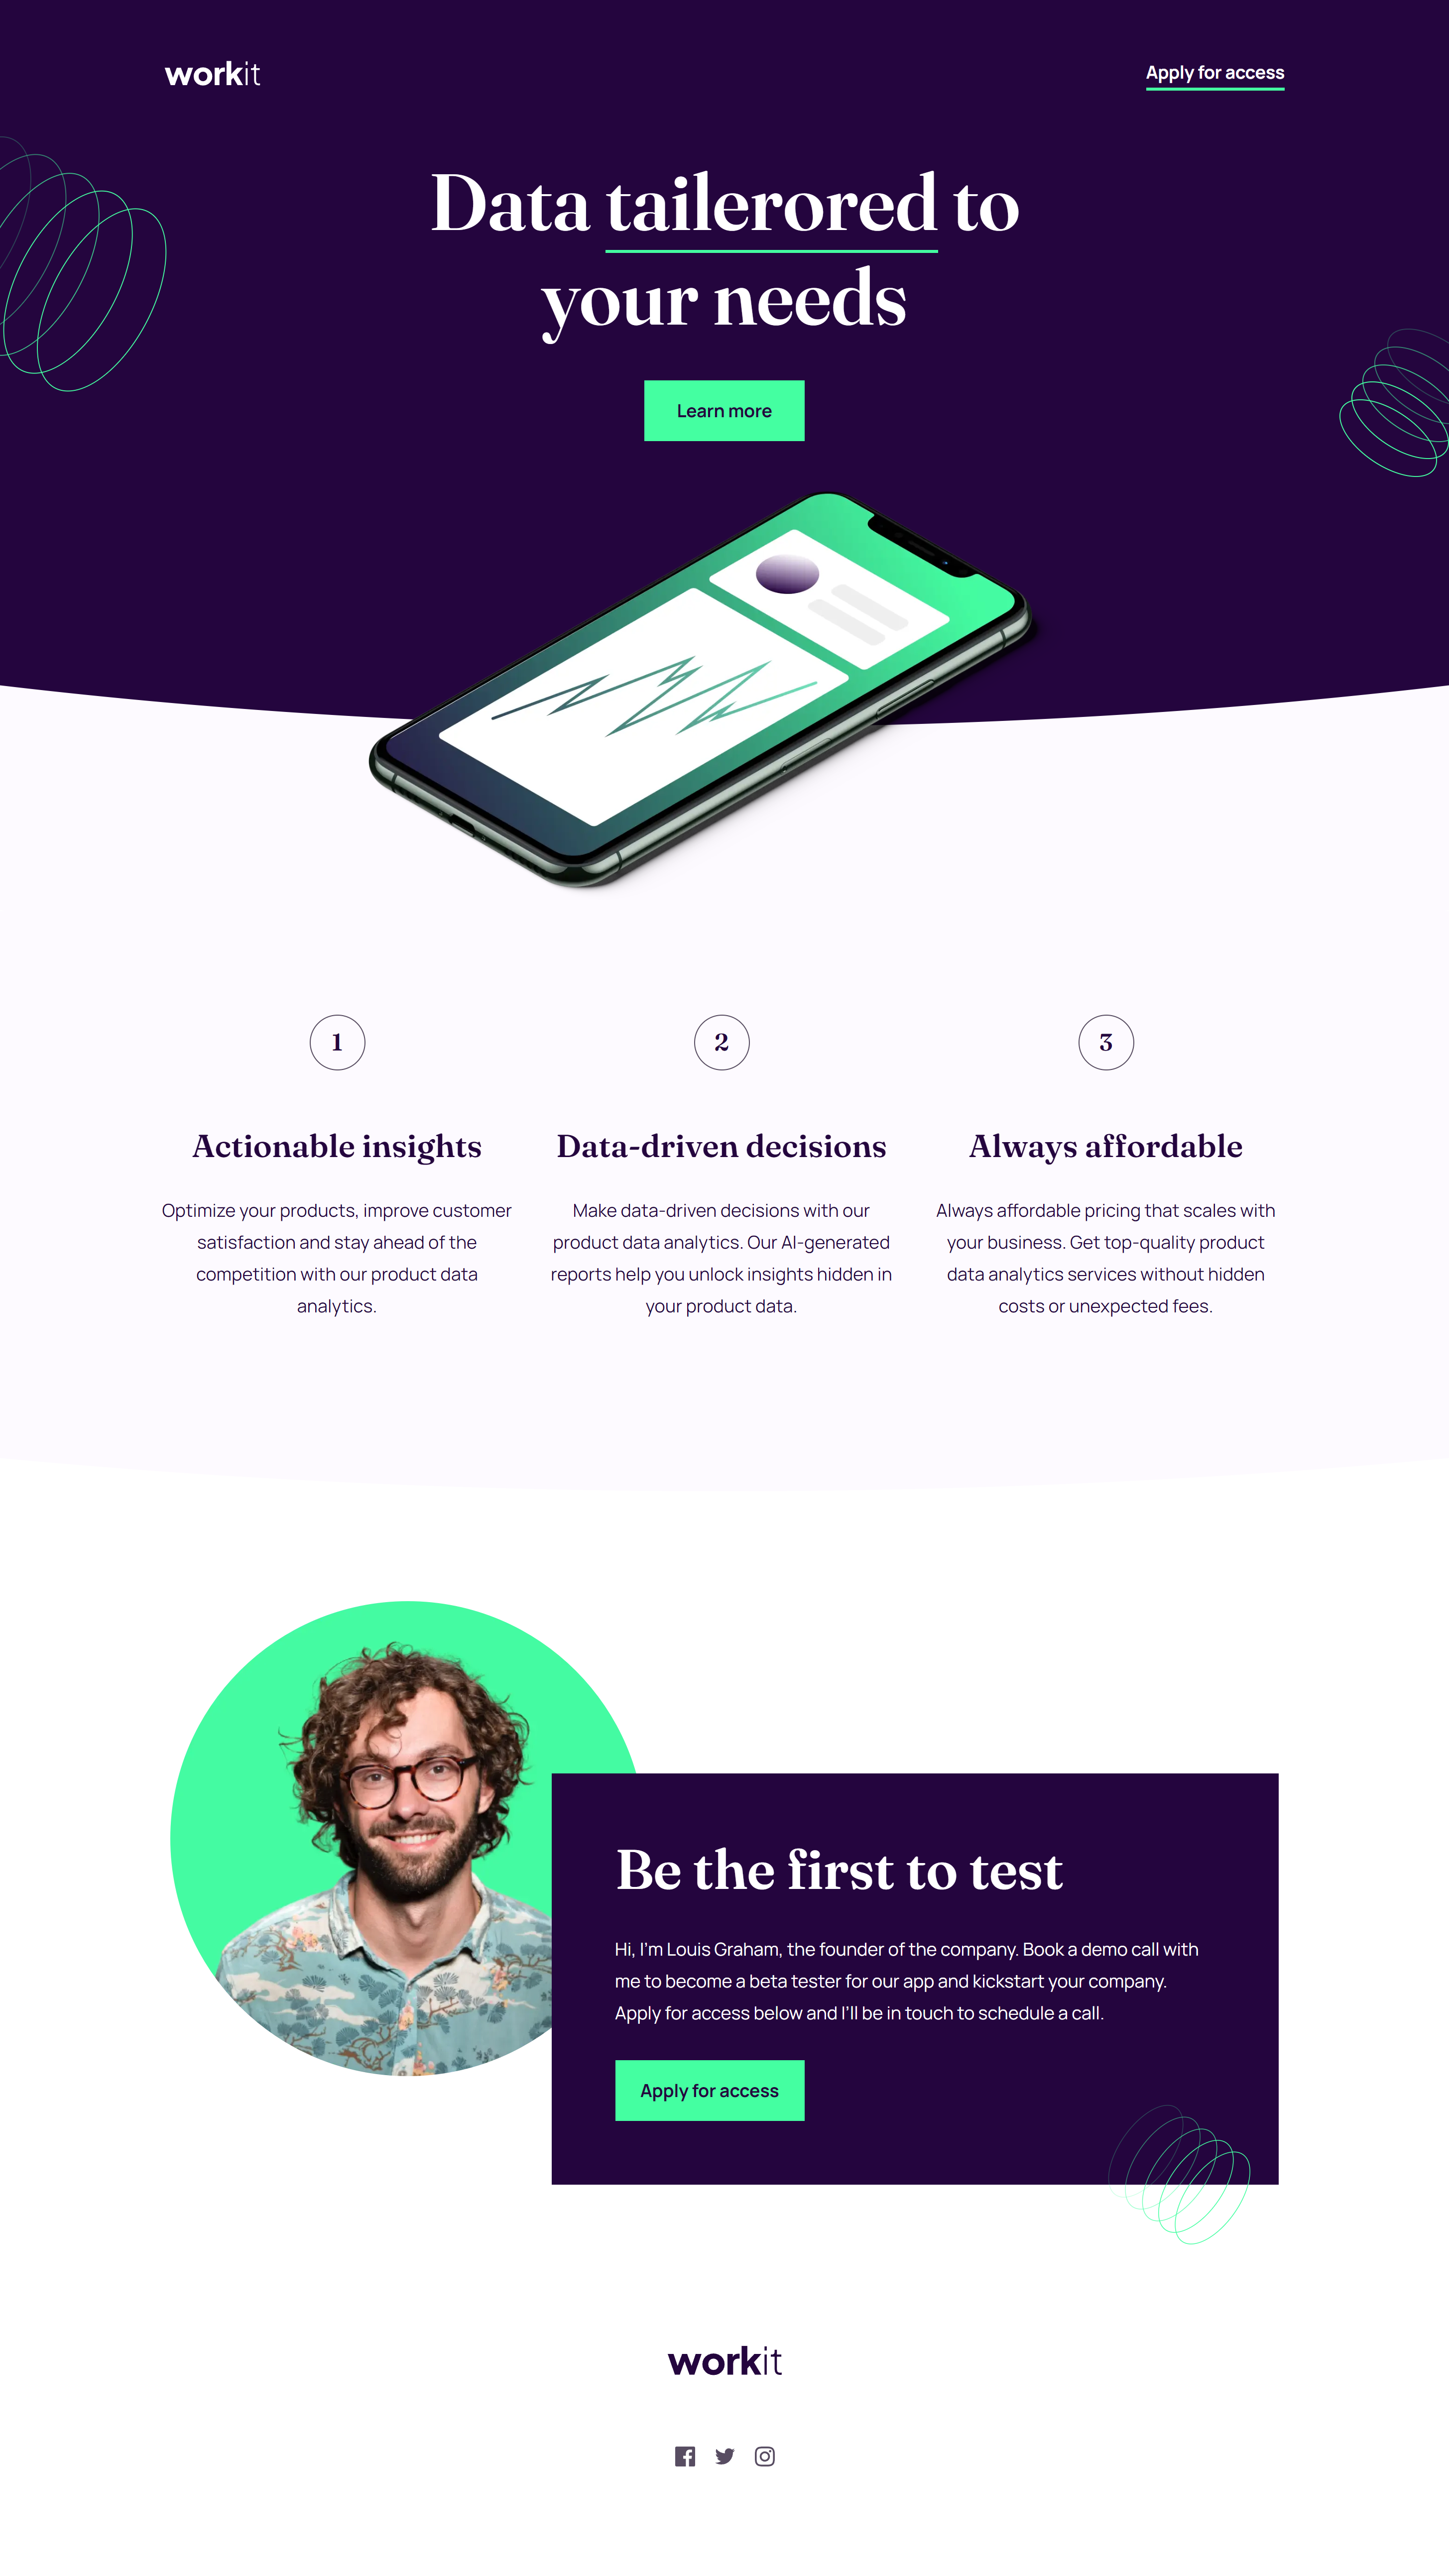 workit
Apply for access
Data tailerored to
your needs
Learn more
1
Actionable insights
Optimize your products, improve customer
satisfaction and stay ahead of the
competition with our product data
analytics.
2
Data-driven decisions
Make data-driven decisions with our
product data analytics. Our AI-generated
reports help you unlock insights hidden in
your product data.
3
Always affordable
Always affordable pricing that scales with
your business. Get top-quality product
data analytics services without hidden
costs or unexpected fees.
Be the first to test
Hi, I'm Louis Graham, the founder of the company. Book a demo call with
me to become a beta tester for our app and kickstart your company.
Apply for access below and I'll be in touch to schedule a call.
Apply for access
workit